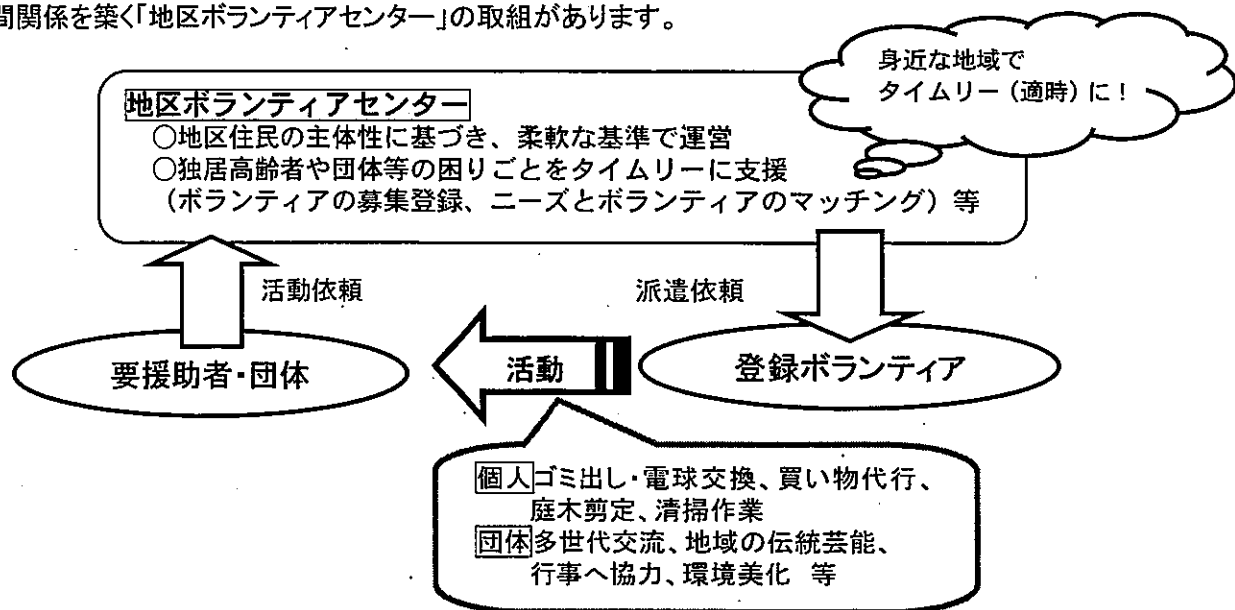 間関係を築く「地区ボランティアセンター」の取組があります。
身近な地域で
タイムリー（適時）に！
地区ボランティアセンター
○地区住民の主体性に基づき、柔軟な基準で運営
○独居高齢者や団体等の困りごとをタイムリーに支援
（ボランティアの募集登録、ニーズとボランティアのマッチング）等
活動依頼
派遣依頼
要援助者・団体
活動
登録ボランティア
個人ゴミ出し・電球交換、買い物代行、
庭木剪定、清掃作業
団体多世代交流、地域の伝統芸能、
行事へ協力、環境美化 等